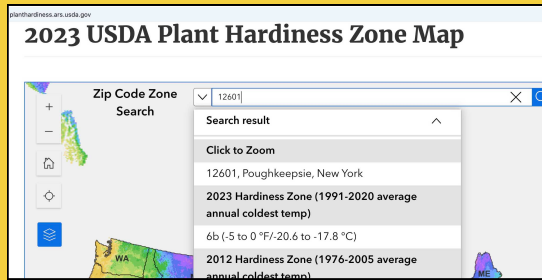 planthardiness.ars.usda.gov
2023 USDA Plant Hardiness Zone Map
Zip Code Zone
Search
12601
Search result
Click to Zoom
12601, Poughkeepsie, New York
2023 Hardiness Zone (1991-2020 average
annual coldest temp)
6b (-5 to 0 °F/-20.6 to -17.8 °C)
2012 Hardiness Zone (1976-2005 average
annual coldest temp)
WA
ME